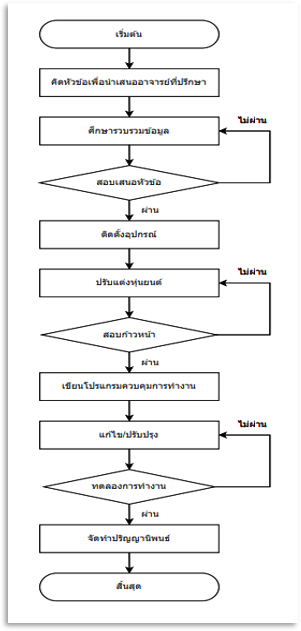 เริ่มต้น
คิดหัวข้อเพื่อนำเสนออาจารย์ที่ปรึกษา
ศึกษารวบรวมข้อมูล
ไม่ผ่าน
สอบเสนอหัวข้อ
ผ่าน
ติดตั้งอุปกรณ์
ปรับแต่งหุ่นยนต์
ไม่ผ่าน
สอบก้าวหน้า
ผ่าน
เขียนโปรแกรมควบคุมการทำงาน
แก้ไข/ปรับปรุง
ไม่ผ่าน
ทดลองการทำงาน
ผ่าน
จัดทำปริญญานิพนธ์
สิ้นสุด